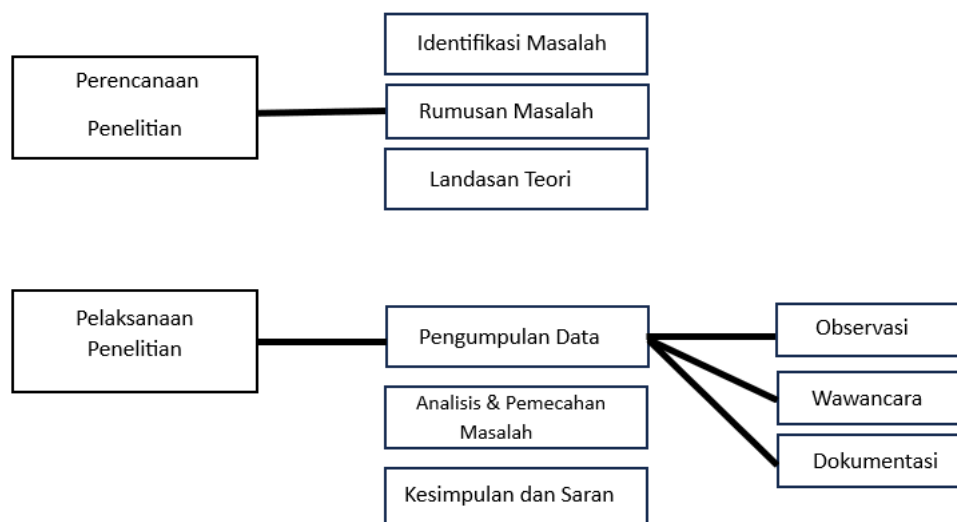 Perencanaan
Penelitian
Identifikasi Masalah
Rumusan Masalah
Landasan Teori
Pelaksanaan
Penelitian
Pengumpulan Data
Analisis & Pemecahan
Masalah
Kesimpulan dan Saran
Observasi
Wawancara
Dokumentasi